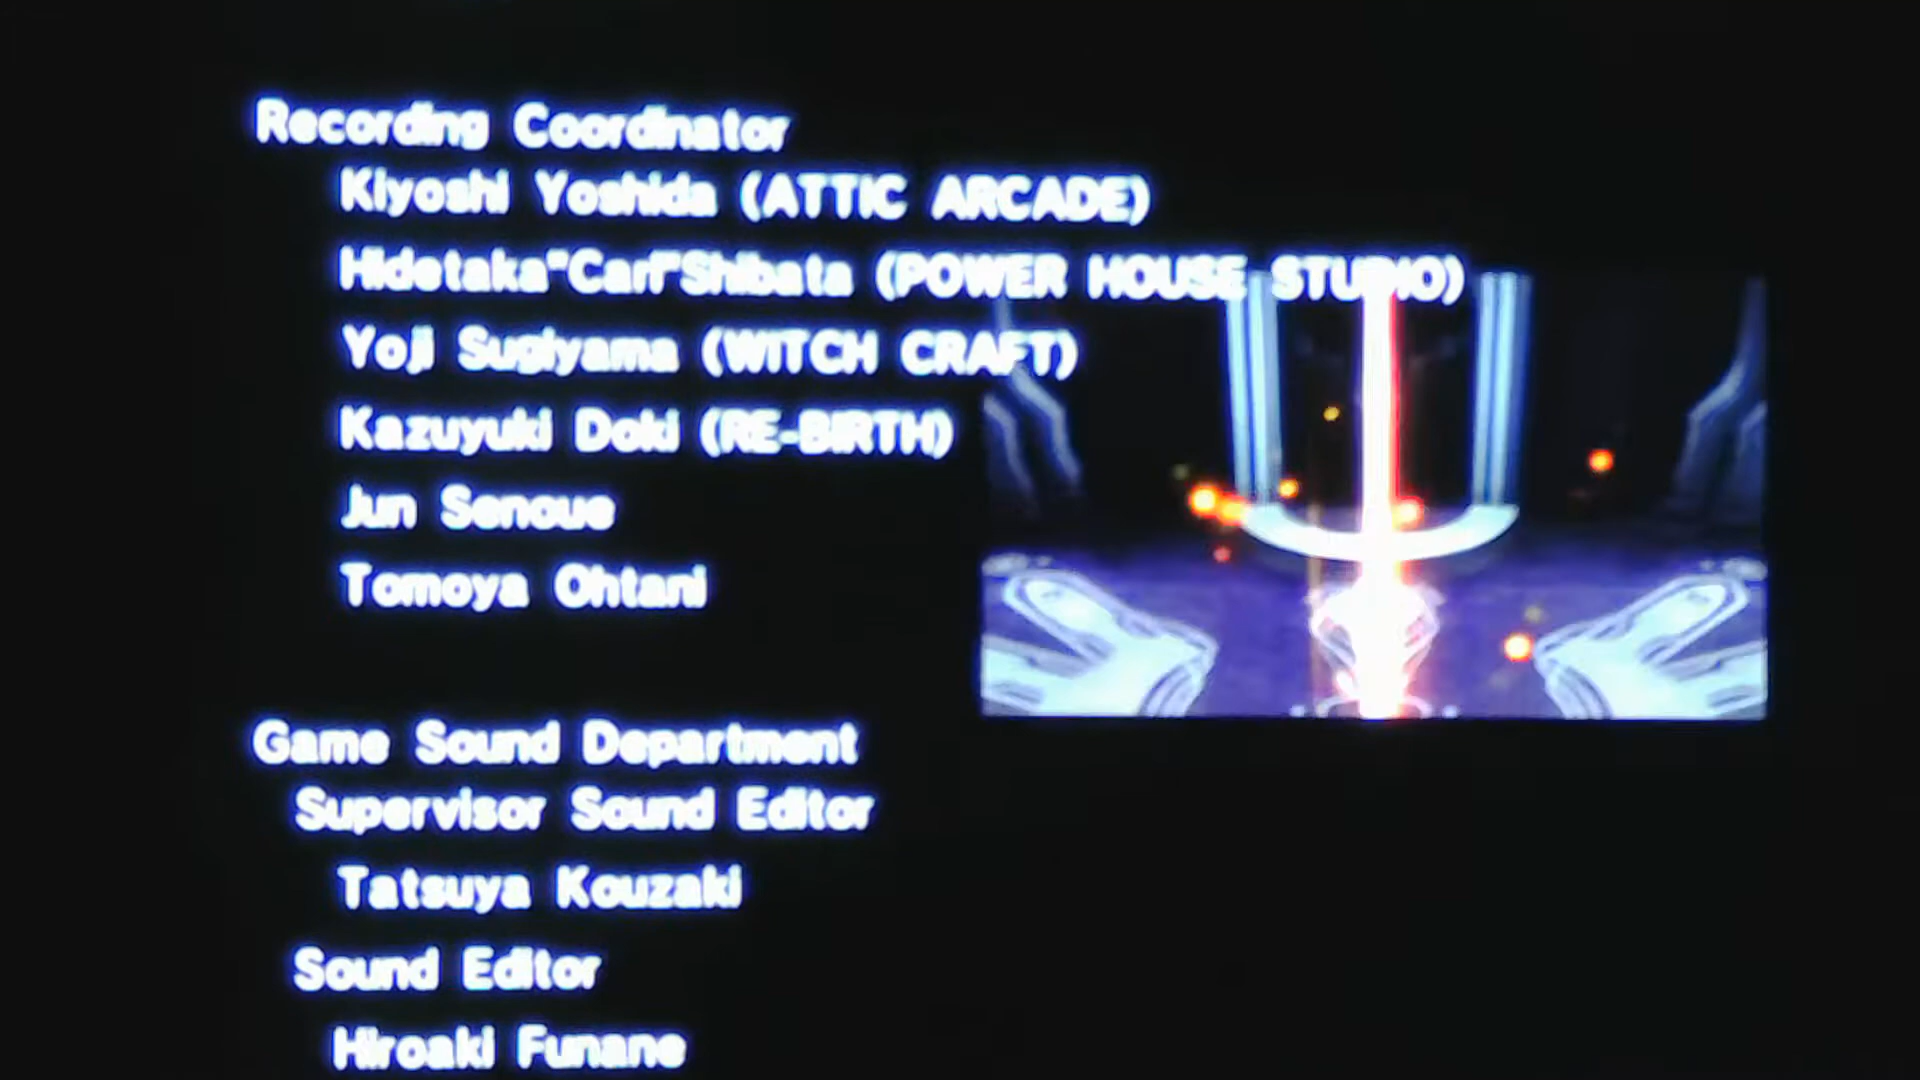 Recording Coordinator
Kiyoshi Yoshida (ATTIC ARCADE)
Hidetaka"Carl"Shibata (POWER HOUSE STUDIO)
Yoji Sugiyama (WITCH CRAFT)
Kazuyuki Doki (RE-BIRTH)
Jun Senoue
Tomoya Ohtani
Game Sound Department
Supervisor Sound Editor
Tatsuya Kouzaki
Sound Editor
Hiroaki Funane